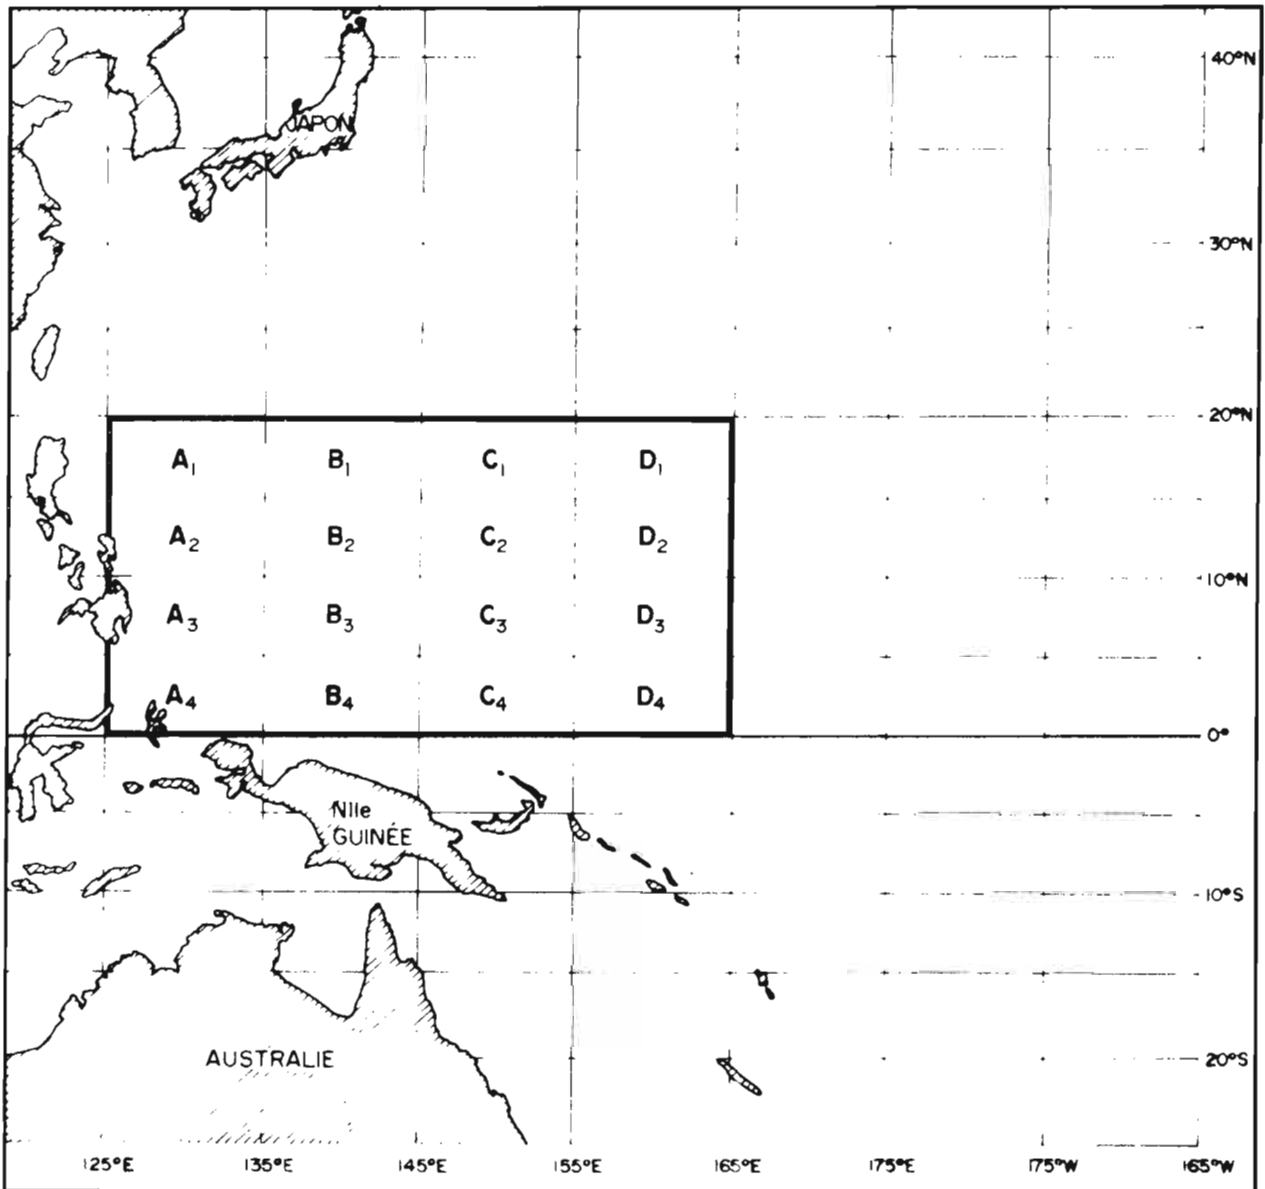 40°N
JAPON
30°N
20°N
A₁ B₁ C₁ D₁
A₂ B₂ C₂ D₂
10°N
A₃ B₃ C₃ D₃
A₄ B₄ C₄ D₄
0°
Nlle
GUINÉE
10°S
AUSTRALIE
20°S
125°E 135°E 145°E 155°E 165°E 175°E 175°W 165°W